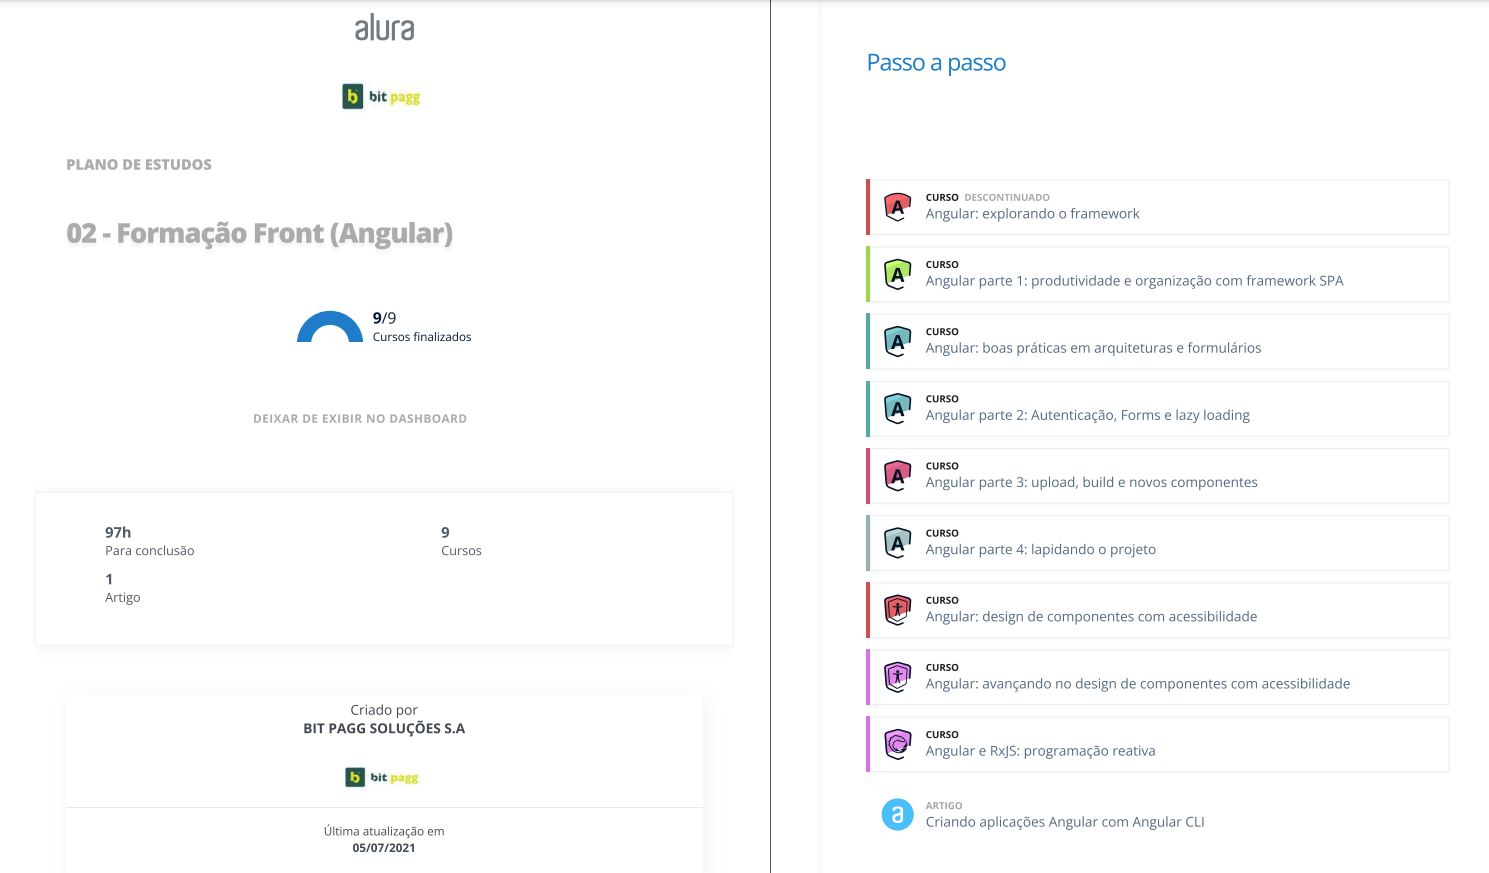 alura
b bit pagg
PLANO DE ESTUDOS
02 - Formação Front (Angular)
9/9
Cursos finalizados
DEIXAR DE EXIBIR NO DASHBOARD
97h
Para conclusão
9
Cursos
1
Artigo
Criado por
BIT PAGG SOLUÇÕES S.A
b bit pagg
Última atualização em
05/07/2021
Passo a passo
A
CURSO DESCONTINUADO
Angular: explorando o framework
A
CURSO
Angular parte 1: produtividade e organização com framework SPA
A
CURSO
Angular: boas práticas em arquiteturas e formulários
A
CURSO
Angular parte 2: Autenticação, Forms e lazy loading
A
CURSO
Angular parte 3: upload, build e novos componentes
A
CURSO
Angular parte 4: lapidando o projeto
CURSO
Angular: design de componentes com acessibilidade
CURSO
Angular: avançando no design de componentes com acessibilidade
CURSO
Angular e RxJS: programação reativa
a
ARTIGO
Criando aplicações Angular com Angular CLI